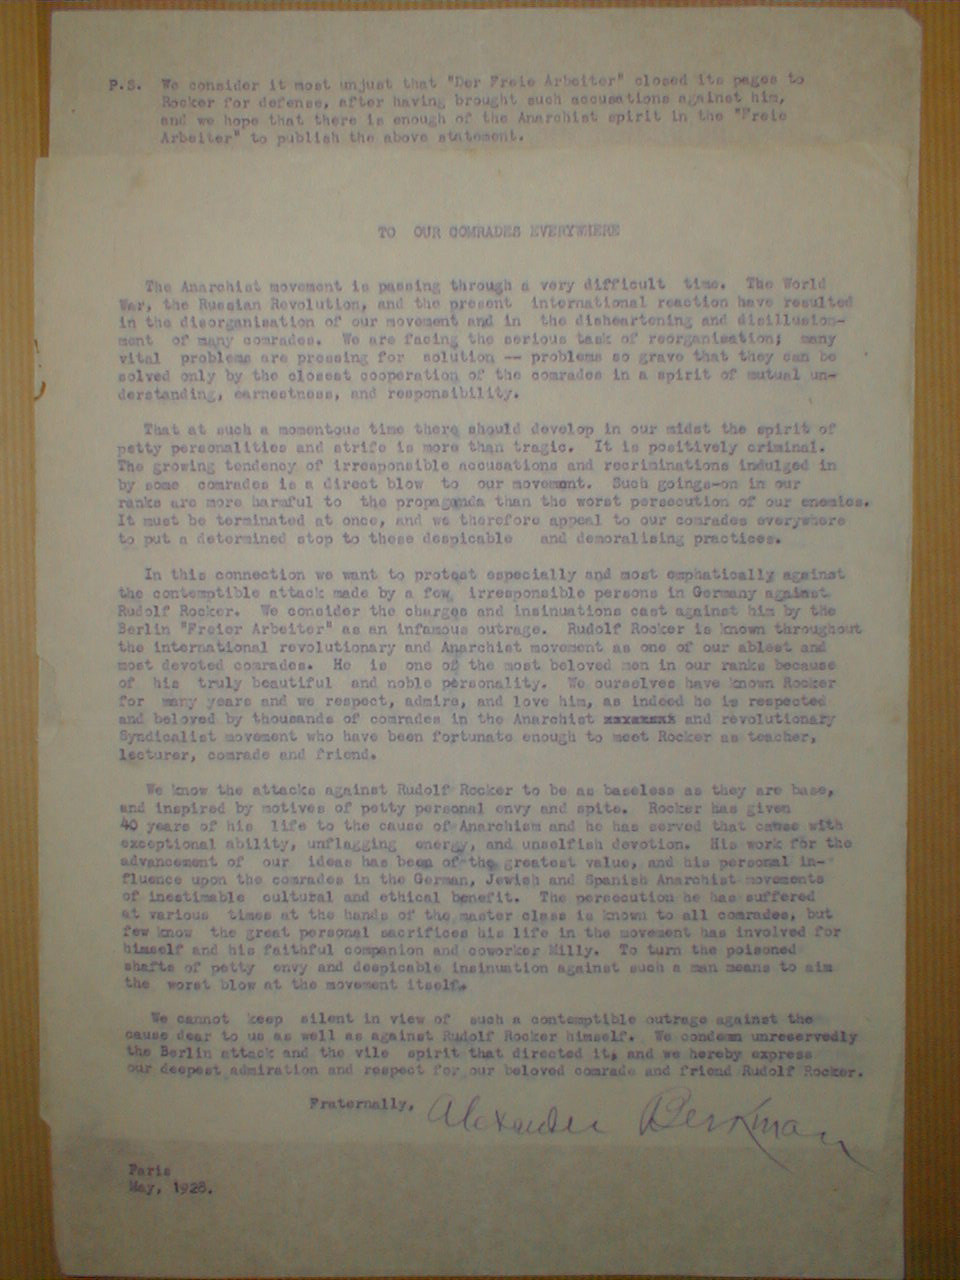 P.S. We consider it most unjust that "Der Freie Arbeiter" closed its pages to
Rocker for defense, after having brought such accusations against him,
and we hope that there is enough of the Anarchist spirit in the "Freie
Arbeiter" to publish the above statement.
TO OUR COMRADES EVERYWHERE
The Anarchist movement is passing through a very difficult time. The World
War, the Russian Revolution, and the present international reaction have resulted
in the disorganisation of our movement and in the disheartening and disillusion-
ment of many comrades. We are facing the serious task of reorganisation; many
vital problems are pressing for solution -- problems so grave that they can be
solved only by the closest cooperation of the comrades in a spirit of mutual un-
derstanding, earnestness, and responsibility.
That at such a momentous time there should develop in our midst the spirit of
petty personalities and strife is more than tragic. It is positively criminal.
The growing tendency of irresponsible accusations and recriminations indulged in
by some comrades is a direct blow to our movement. Such goings-on in our
ranks are more harmful to the propaganda than the worst persecution of our enemies.
It must be terminated at once, and we therefore appeal to our comrades everywhere
to put a determined stop to these despicable and demoralising practices.
In this connection we want to protest especially and most emphatically against
the contemptible attack made by a few irresponsible persons in Germany against
Rudolf Rocker. We consider the charges and insinuations cast against him by the
Berlin "Freier Arbeiter" as an infamous outrage. Rudolf Rocker is known throughout
the international revolutionary and Anarchist movement as one of our ablest and
most devoted comrades. He is one of the most beloved men in our ranks because
of his truly beautiful and noble personality. We ourselves have known Rocker
for many years and we respect, admire, and love him, as indeed he is respected
and beloved by thousands of comrades in the Anarchist and revolutionary
Syndicalist movement who have been fortunate enough to meet Rocker as teacher,
lecturer, comrade and friend.
We know the attacks against Rudolf Rocker to be as baseless as they are base,
and inspired by motives of petty personal envy and spite. Rocker has given
40 years of his life to the cause of Anarchism and he has served that cause with
exceptional ability, unflagging energy, and unselfish devotion. His work for the
advancement of our ideas has been of the greatest value, and his personal in-
fluence upon the comrades in the German, Jewish and Spanish Anarchist movements
of inestimable cultural and ethical benefit. The persecution he has suffered
at various times at the hands of the master class is known to all comrades, but
few know the great personal sacrifices his life in the movement has involved for
himself and his faithful companion and coworker Milly. To turn the poisoned
shafts of petty envy and despicable insinuation against such a man means to aim
the worst blow at the movement itself.
We cannot keep silent in view of such a contemptible outrage against the
cause dear to us as well as against Rudolf Rocker himself. We condemn unreservedly
the Berlin attack and the vile spirit that directed it, and we hereby express
our deepest admiration and respect for our beloved comrade and friend Rudolf Rocker.
Fraternally, Alexander Berkman
Paris
May, 1928.